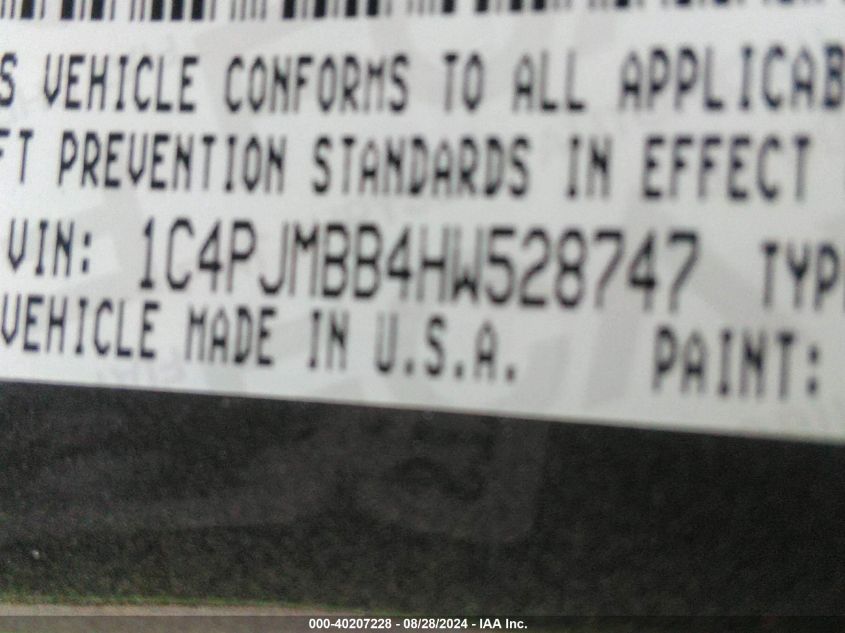 S VEHICLE CONFORMS TO ALL APPLICAB
FT PREVENTION STANDARDS IN EFFECT
VIN: 1C4PJMBB4HW528747 TYP
VEHICLE MADE IN U.S.A. PAINT:
000-40207228 - 08/28/2024 - IAA Inc.